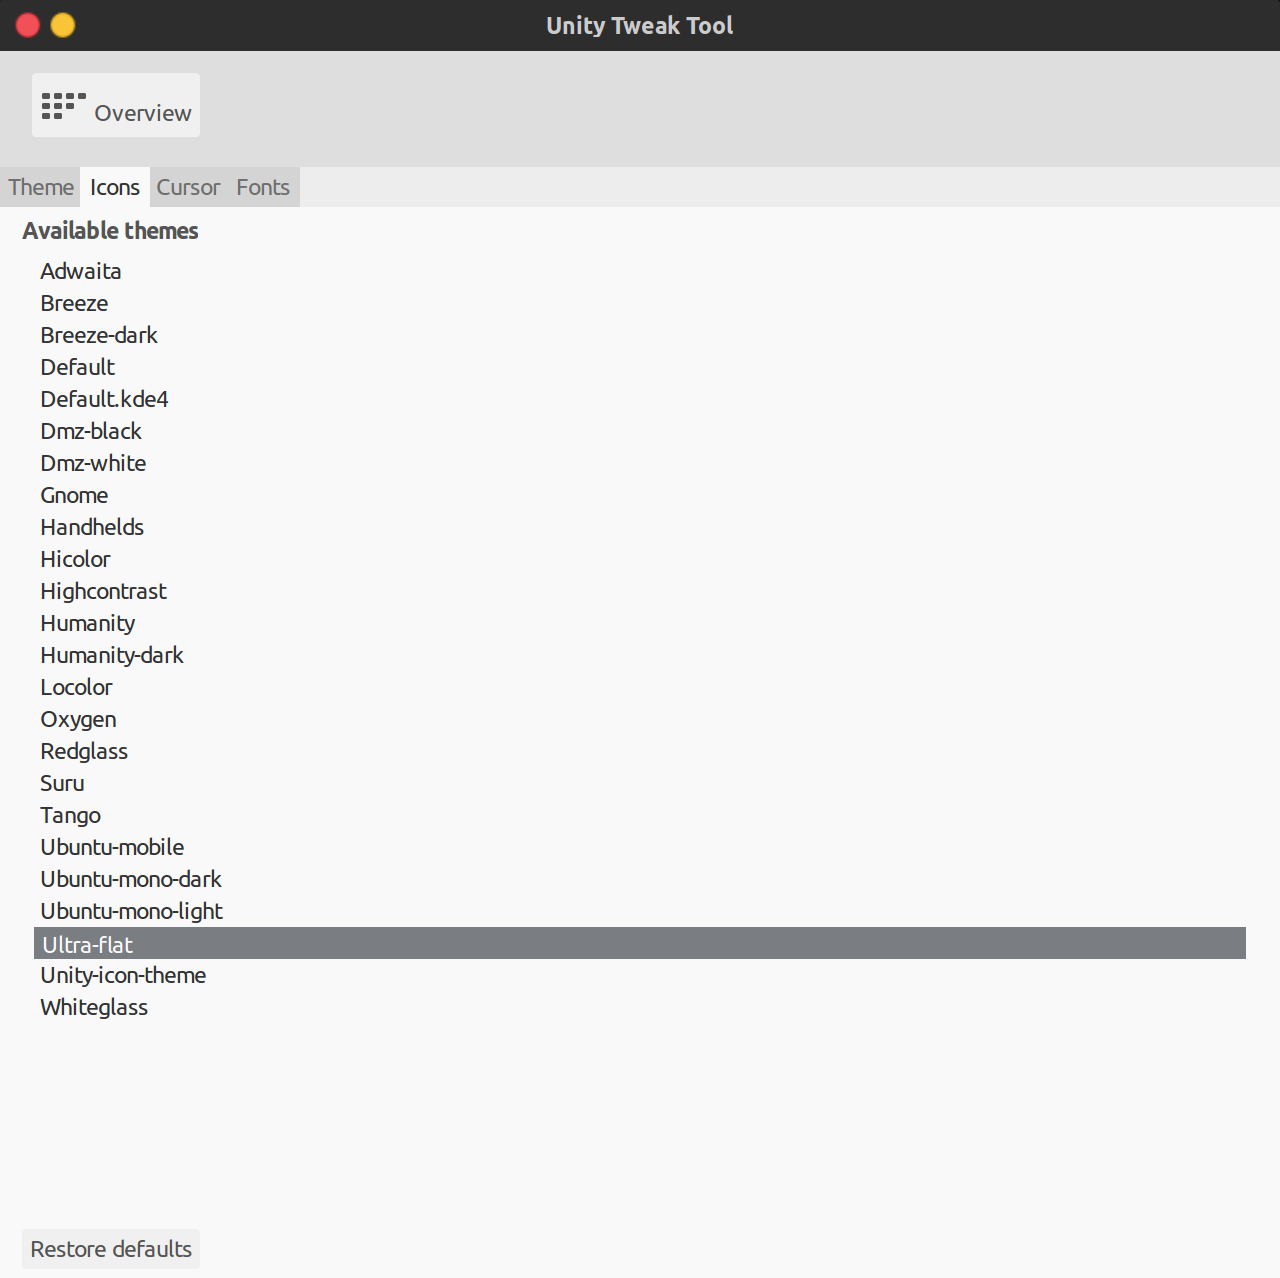 Unity Tweak Tool
Overview
Theme Icons Cursor Fonts
Available themes
Adwaita
Breeze
Breeze-dark
Default
Default.kde4
Dmz-black
Dmz-white
Gnome
Handhelds
Hicolor
Highcontrast
Humanity
Humanity-dark
Locolor
Oxygen
Redglass
Suru
Tango
Ubuntu-mobile
Ubuntu-mono-dark
Ubuntu-mono-light
Ultra-flat
Unity-icon-theme
Whiteglass
Restore defaults